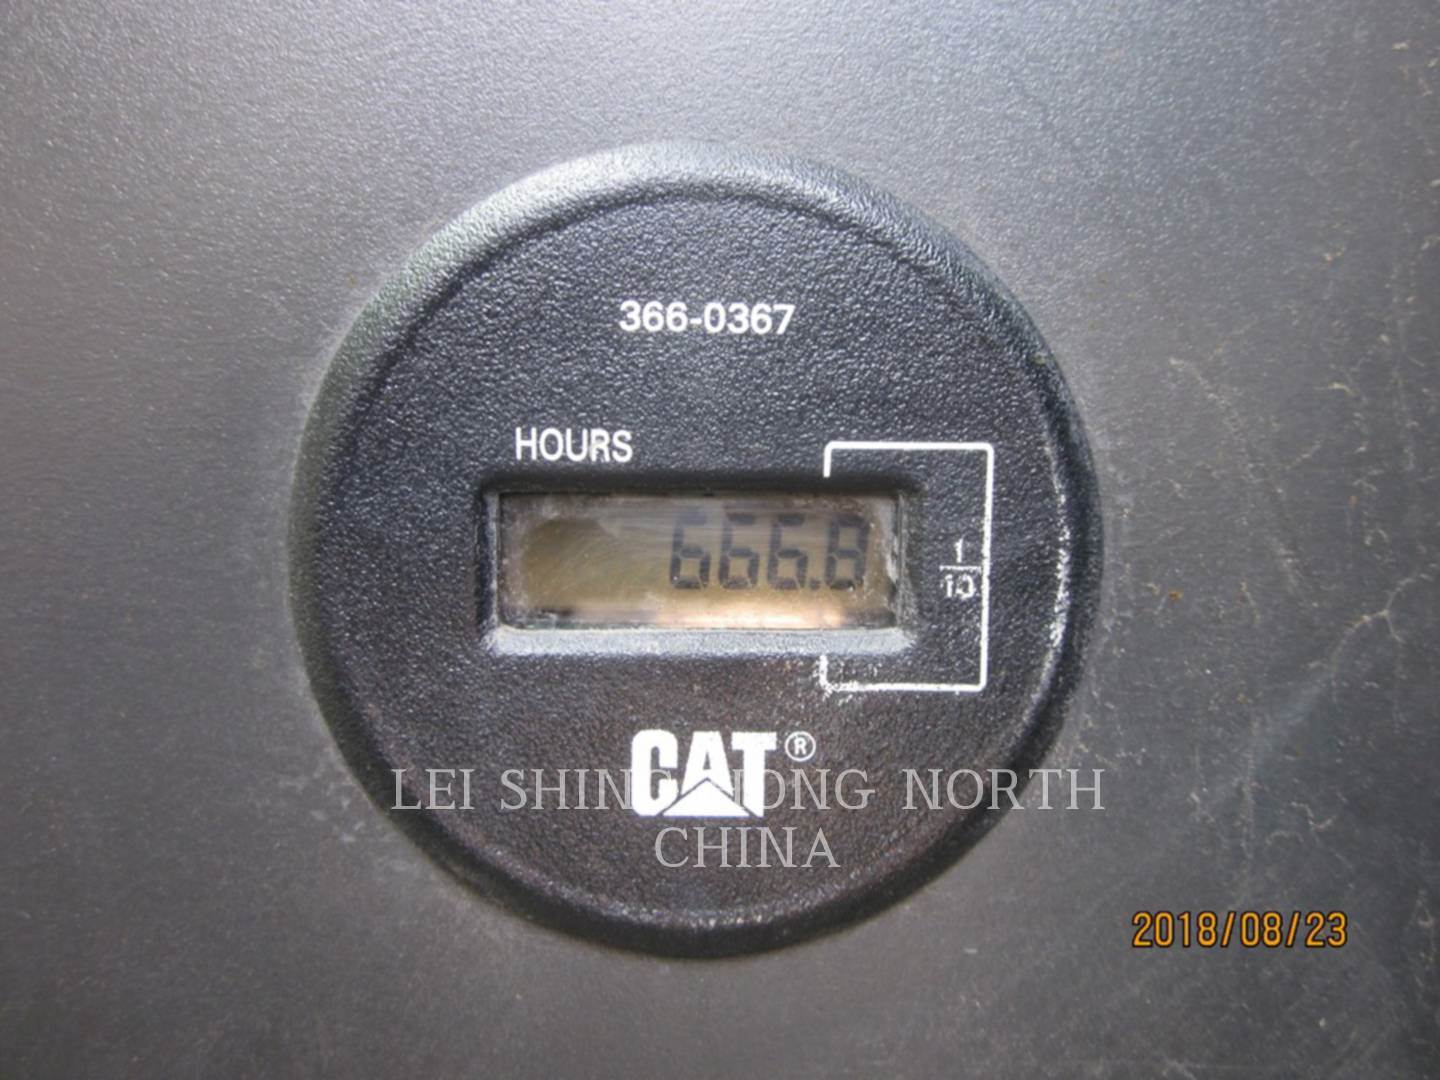 366-0367
HOURS
666.8
1
10
CAT®
LEI SHING HONG NORTH
CHINA
2018/08/23